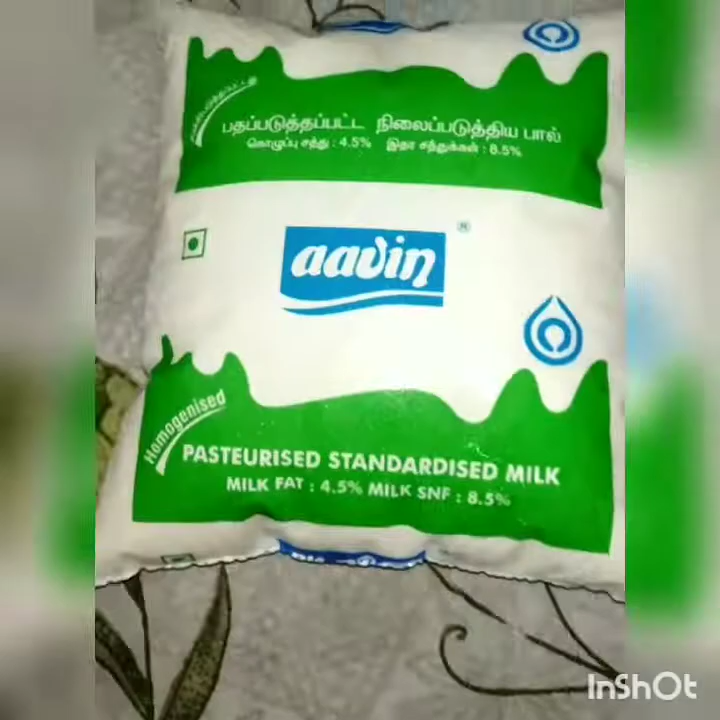 பதப்படுத்தப்பட்ட நிலைப்படுத்திய பால்
கொழுப்பு சத்து : 4.5% இதர சத்துக்கள் : 8.5%
aavin
®
Homogenised
PASTEURISED STANDARDISED MILK
MILK FAT : 4.5% MILK SNF : 8.5%
InShOt